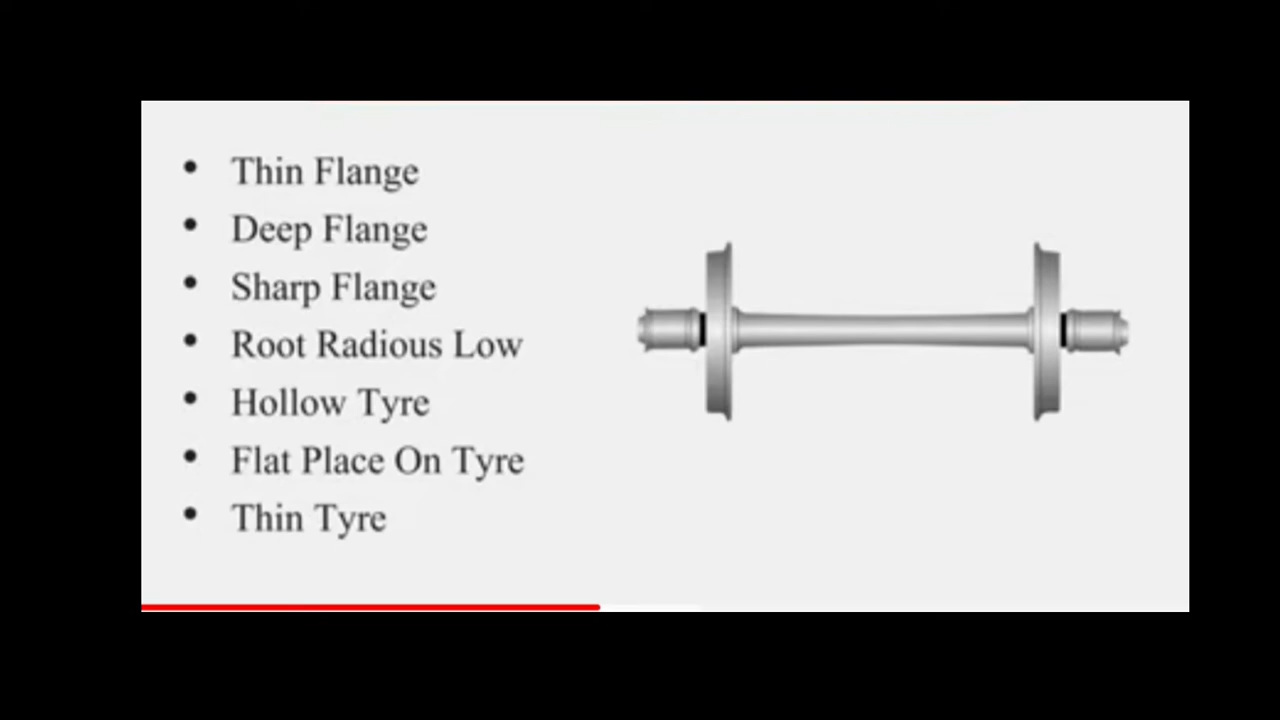 • Thin Flange
• Deep Flange
• Sharp Flange
• Root Radious Low
• Hollow Tyre
• Flat Place On Tyre
• Thin Tyre